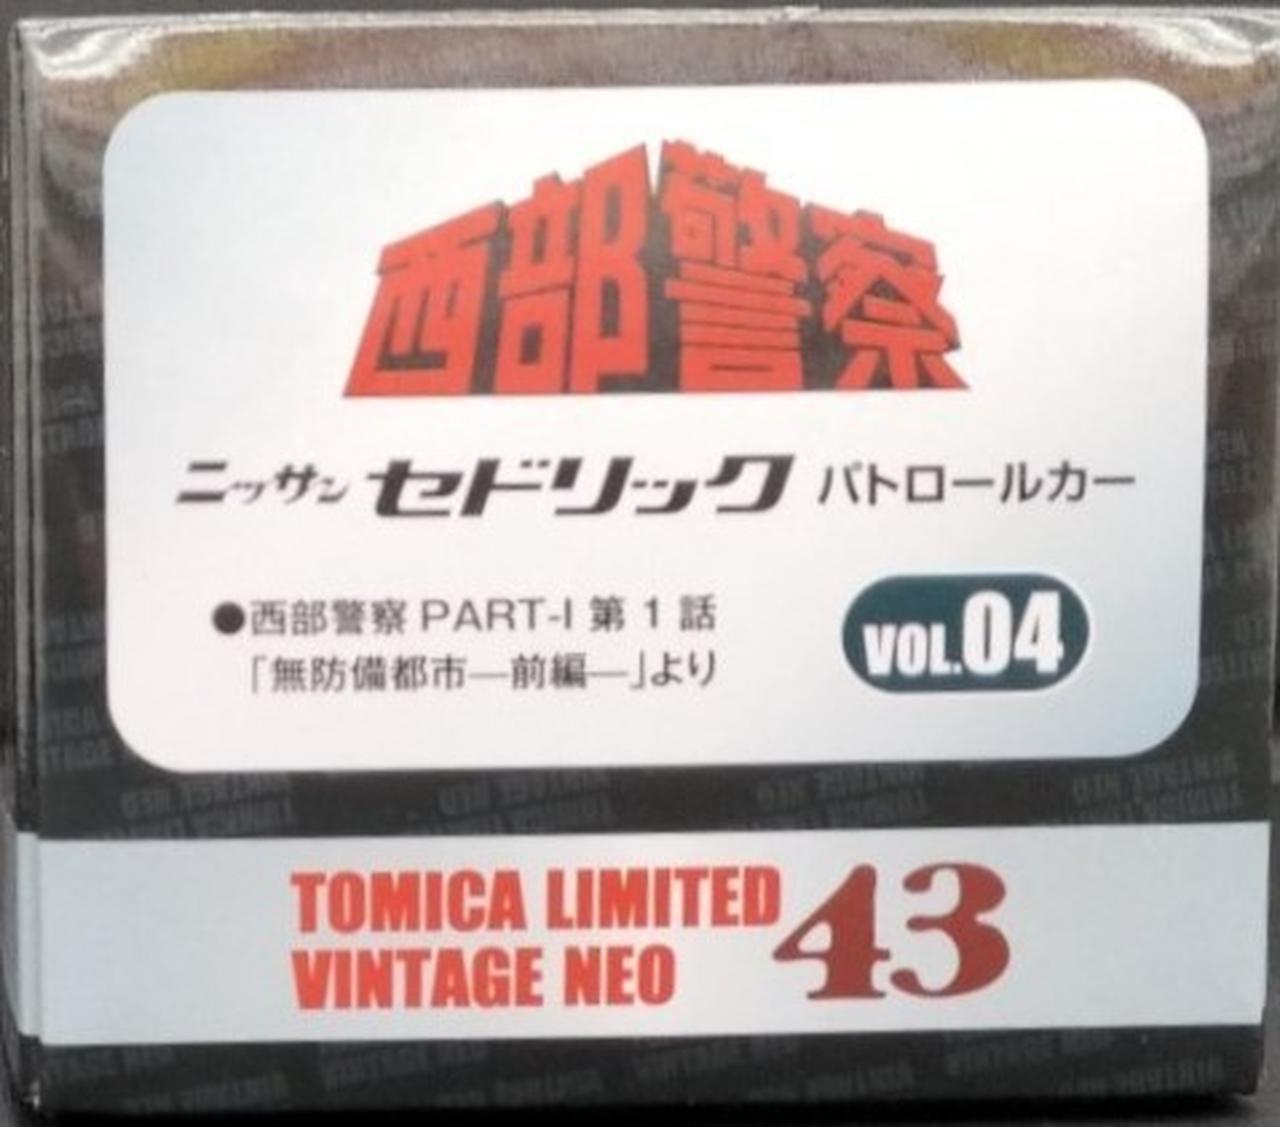 西部警察
ニッサン セドリック パトロールカー
●西部警察 PART-I 第 1 話
「無防備都市—前編—」より
VOL.04
TOMICA LIMITED
VINTAGE NEO
43